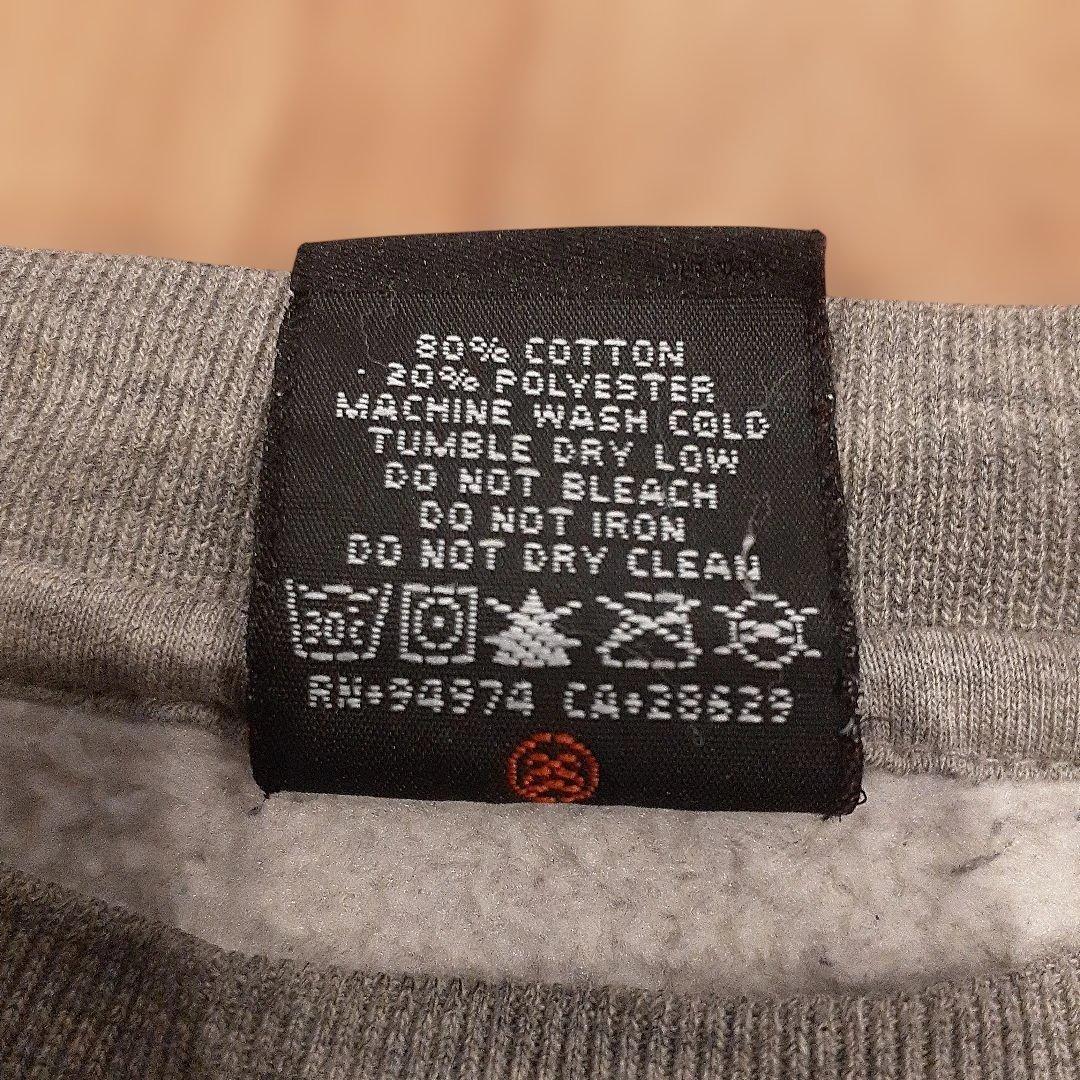 80% COTTON
20% POLYESTER
MACHINE WASH COLD
TUMBLE DRY LOW
DO NOT BLEACH
DO NOT IRON
DO NOT DRY CLEAN
30c
RN#94974 CA#28629